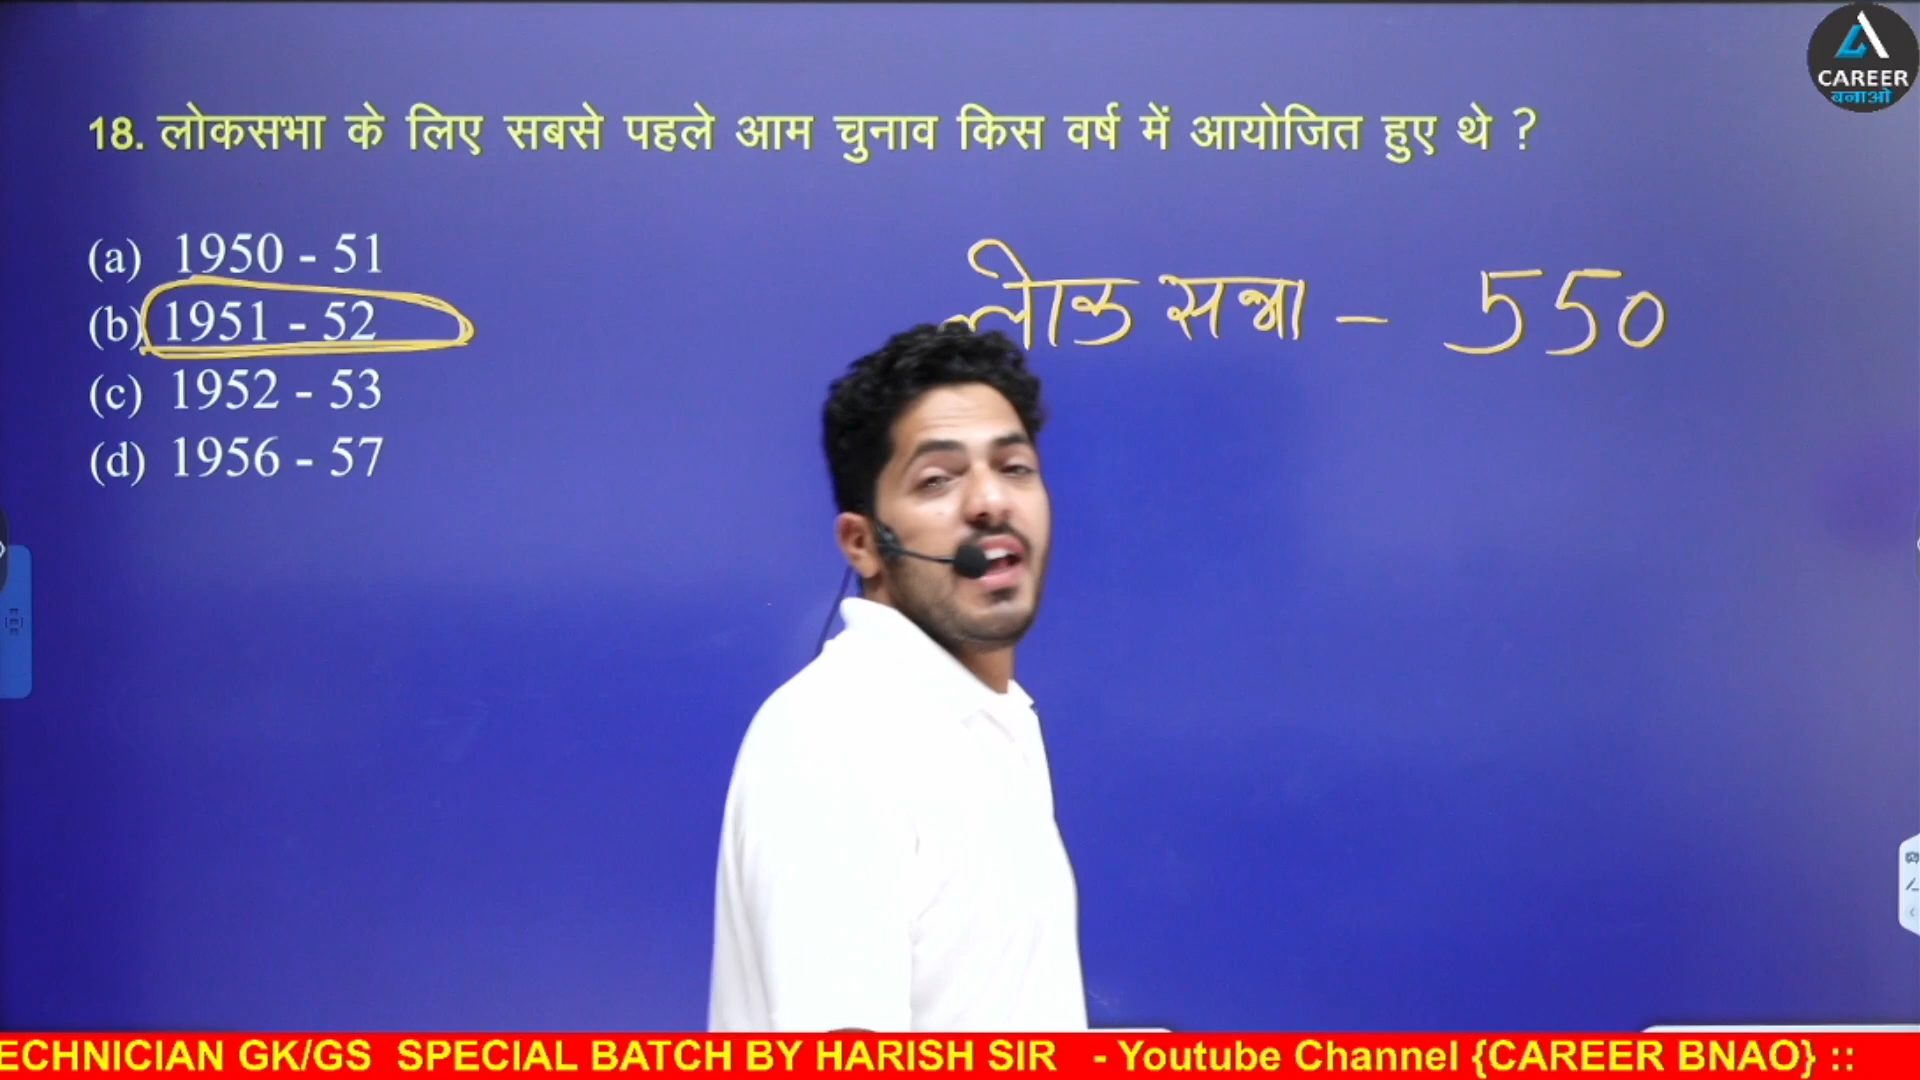 CAREER
बनाओ
18. लोकसभा के लिए सबसे पहले आम चुनाव किस वर्ष में आयोजित हुए थे ?
(a) 1950 - 51
(b) 1951 - 52
(c) 1952 - 53
(d) 1956 - 57
लोक सभा - 550
ECHNICIAN GK/GS SPECIAL BATCH BY HARISH SIR - Youtube Channel {CAREER BNAO} ::